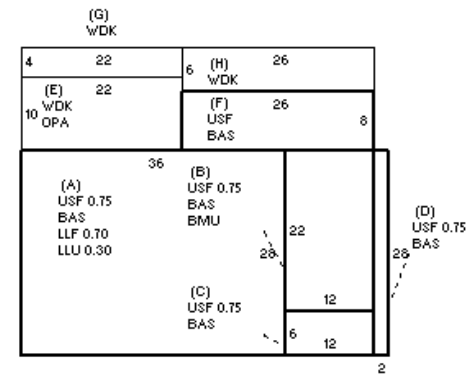 (G)
WDK
4 22
6 (H) 26
WDK
(E) 22
10 WDK
OPA
(F) 26
USF 8
BAS
36
(A)
USF 0.75
BAS
LLF 0.70
LLU 0.30
(B)
USF 0.75
BAS
BMU
22
28
(D)
USF 0.75
BAS
28
(C)
USF 0.75
BAS
12
6
12
2